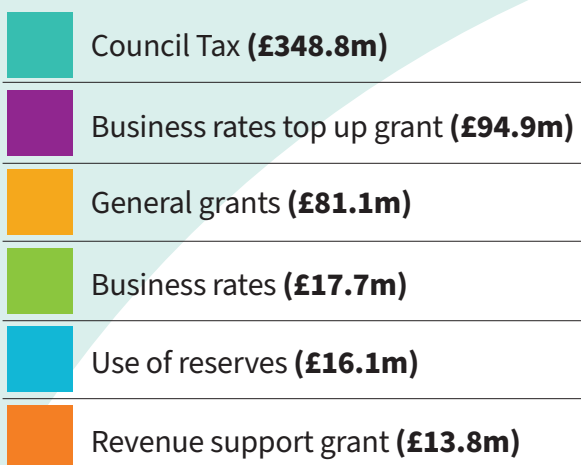 Council Tax (£348.8m)
Business rates top up grant (£94.9m)
General grants (£81.1m)
Business rates (£17.7m)
Use of reserves (£16.1m)
Revenue support grant (£13.8m)